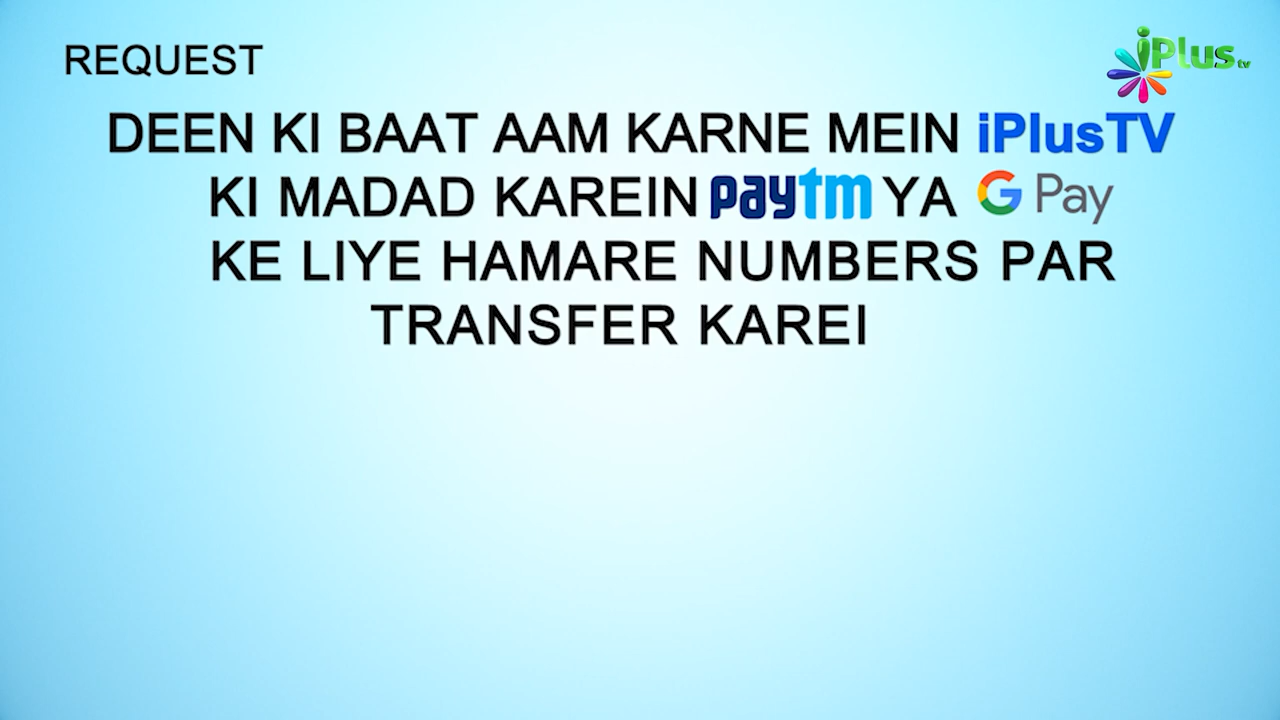 REQUEST
iPlus tv
DEEN KI BAAT AAM KARNE MEIN iPlusTV
KI MADAD KAREIN paytm YA G Pay
KE LIYE HAMARE NUMBERS PAR
TRANSFER KAREI